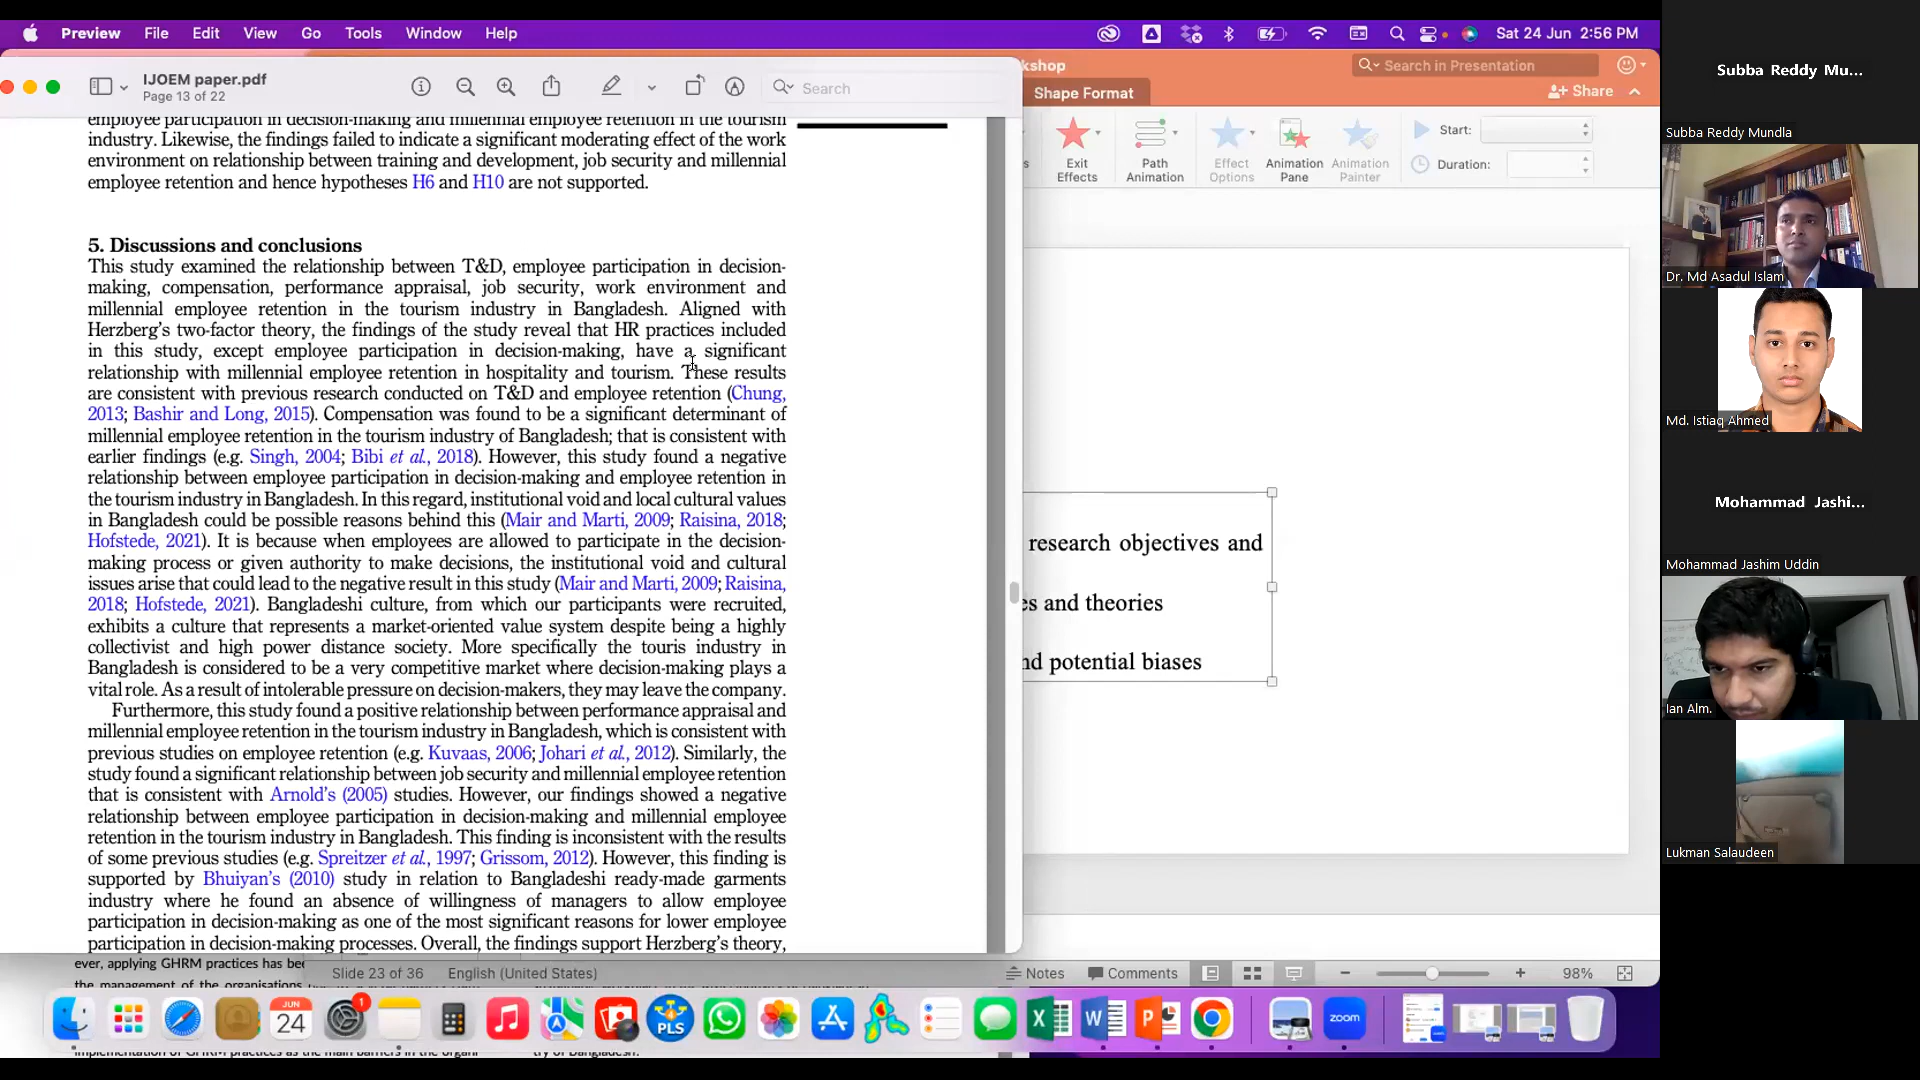 Preview File Edit View Go Tools Window Help
Sat 24 Jun 2:56 PM
IJOEM paper.pdf
Page 13 of 22
Search
kshop
Search in Presentation
Shape Format
Share
Exit Effects
Path Animation
Effect Options
Animation Pane
Animation Painter
Start:
Duration:
employee participation in decision-making and millennial employee retention in the tourism
industry. Likewise, the findings failed to indicate a significant moderating effect of the work
environment on relationship between training and development, job security and millennial
employee retention and hence hypotheses H6 and H10 are not supported.
5. Discussions and conclusions
This study examined the relationship between T&D, employee participation in decision-
making, compensation, performance appraisal, job security, work environment and
millennial employee retention in the tourism industry in Bangladesh. Aligned with
Herzberg's two-factor theory, the findings of the study reveal that HR practices included
in this study, except employee participation in decision-making, have a significant
relationship with millennial employee retention in hospitality and tourism. These results
are consistent with previous research conducted on T&D and employee retention (Chung,
2013; Bashir and Long, 2015). Compensation was found to be a significant determinant of
millennial employee retention in the tourism industry of Bangladesh; that is consistent with
earlier findings (e.g. Singh, 2004; Bibi et al., 2018). However, this study found a negative
relationship between employee participation in decision-making and employee retention in
the tourism industry in Bangladesh. In this regard, institutional void and local cultural values
in Bangladesh could be possible reasons behind this (Mair and Marti, 2009; Raisina, 2018;
Hofstede, 2021). It is because when employees are allowed to participate in the decision-
making process or given authority to make decisions, the institutional void and cultural
issues arise that could lead to the negative result in this study (Mair and Marti, 2009; Raisina,
2018; Hofstede, 2021). Bangladeshi culture, from which our participants were recruited,
exhibits a culture that represents a market-oriented value system despite being a highly
collectivist and high power distance society. More specifically the touris industry in
Bangladesh is considered to be a very competitive market where decision-making plays a
vital role. As a result of intolerable pressure on decision-makers, they may leave the company.
Furthermore, this study found a positive relationship between performance appraisal and
millennial employee retention in the tourism industry in Bangladesh, which is consistent with
previous studies on employee retention (e.g. Kuvaas, 2006; Johari et al., 2012). Similarly, the
study found a significant relationship between job security and millennial employee retention
that is consistent with Arnold's (2005) studies. However, our findings showed a negative
relationship between employee participation in decision-making and millennial employee
retention in the tourism industry in Bangladesh. This finding is inconsistent with the results
of some previous studies (e.g. Spreitzer et al., 1997; Grissom, 2012). However, this finding is
supported by Bhuiyan's (2010) study in relation to Bangladeshi ready-made garments
industry where he found an absence of willingness of managers to allow employee
participation in decision-making as one of the most significant reasons for lower employee
participation in decision-making processes. Overall, the findings support Herzberg's theory,
research objectives and
es and theories
nd potential biases
ever, applying GHRM practices has bee
Slide 23 of 36
English (United States)
Notes
Comments
98%
JUN
24
1
PLS
zoom
Subba Reddy Mu...
Subba Reddy Mundla
Dr. Md Asadul Islam
Md. Istiaq Ahmed
Mohammad Jashi...
Mohammad Jashim Uddin
Ian Alm.
Lukman Salaudeen